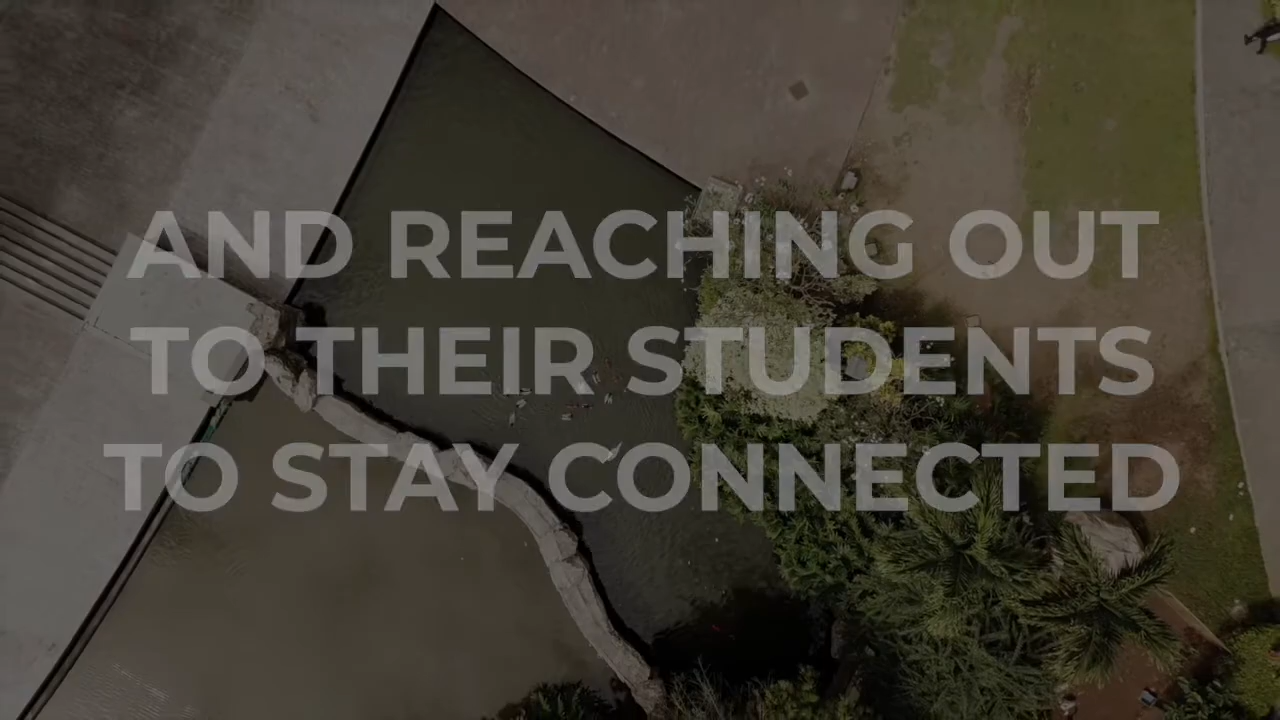 AND REACHING OUT
TO THEIR STUDENTS
TO STAY CONNECTED